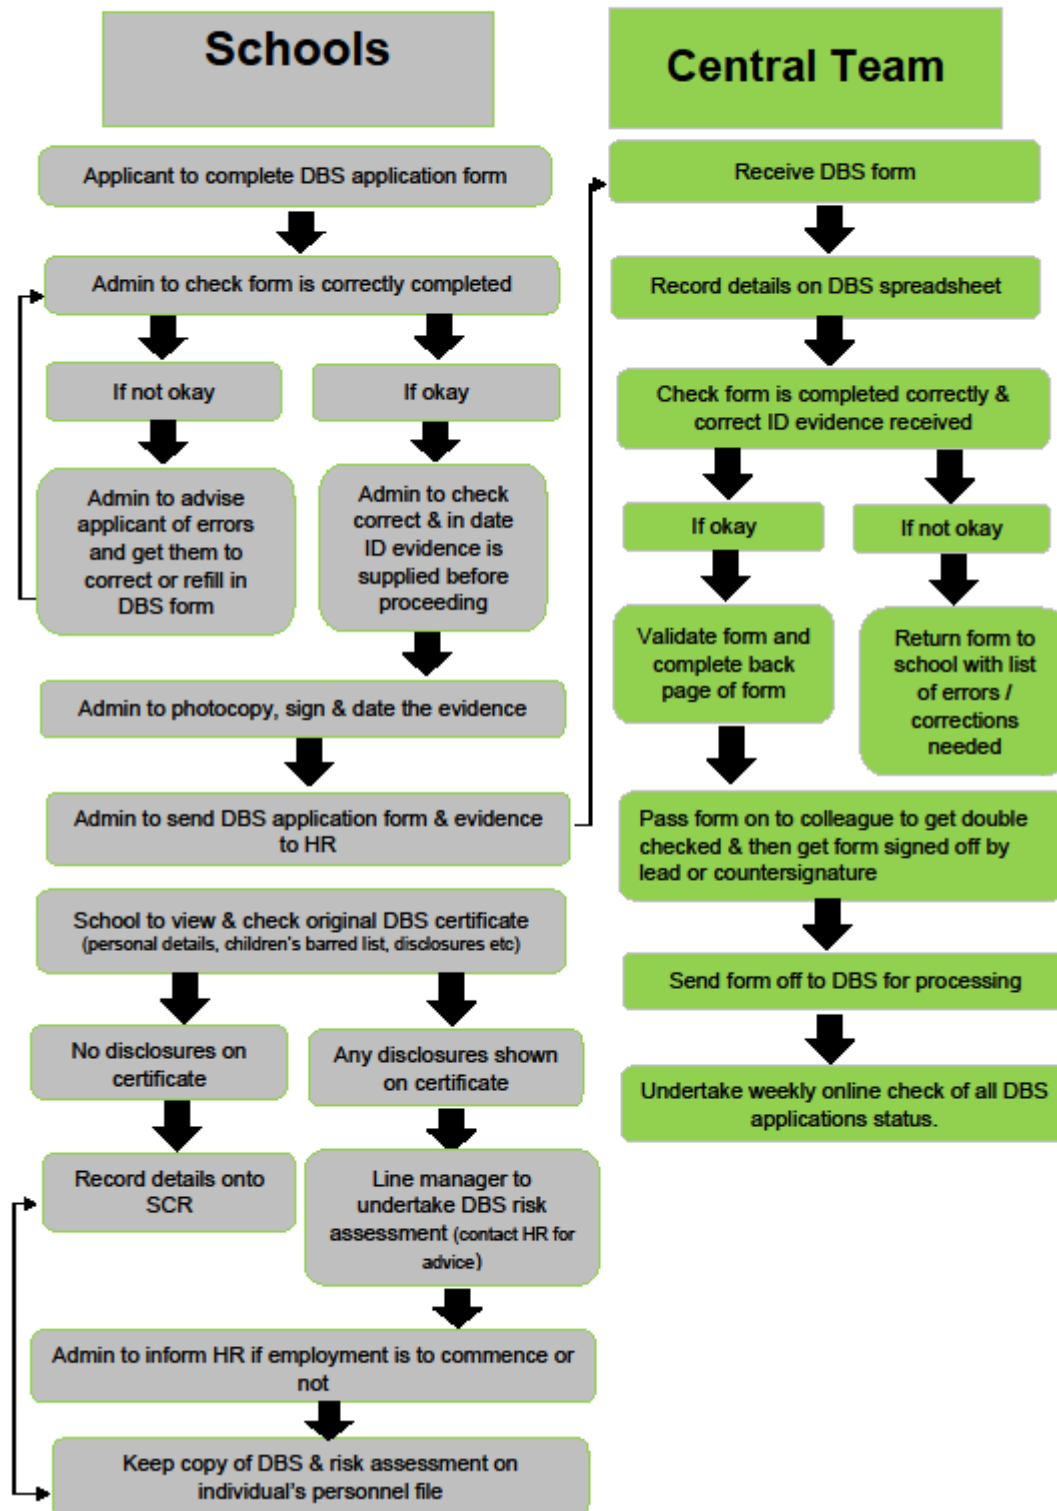 Schools
Applicant to complete DBS application form
Admin to check form is correctly completed
If not okay
If okay
Admin to advise
applicant of errors
and get them to
correct or refill in
DBS form
Admin to check
correct & in date
ID evidence is
supplied before
proceeding
Admin to photocopy, sign & date the evidence
Admin to send DBS application form & evidence
to HR
School to view & check original DBS certificate
(personal details, children's barred list, disclosures etc)
No disclosures on
certificate
Any disclosures shown
on certificate
Record details onto
SCR
Line manager to
undertake DBS risk
assessment (contact HR for
advice)
Admin to inform HR if employment is to commence or
not
Keep copy of DBS & risk assessment on
individual's personnel file
Central Team
Receive DBS form
Record details on DBS spreadsheet
Check form is completed correctly &
correct ID evidence received
If okay
If not okay
Validate form and
complete back
page of form
Return form to
school with list
of errors /
corrections
needed
Pass form on to colleague to get double
checked & then get form signed off by
lead or countersignature
Send form off to DBS for processing
Undertake weekly online check of all DBS
applications status.